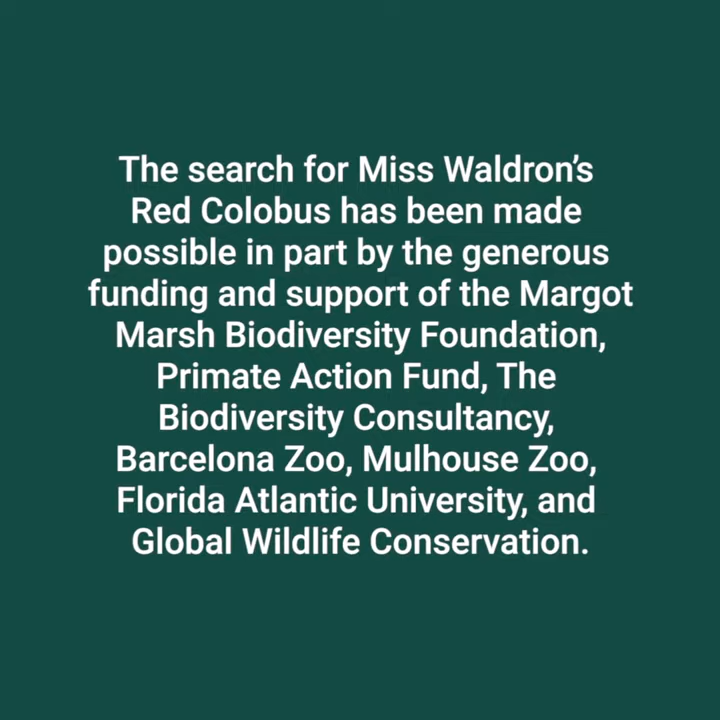 The search for Miss Waldron’s
Red Colobus has been made
possible in part by the generous
funding and support of the Margot
Marsh Biodiversity Foundation,
Primate Action Fund, The
Biodiversity Consultancy,
Barcelona Zoo, Mulhouse Zoo,
Florida Atlantic University, and
Global Wildlife Conservation.